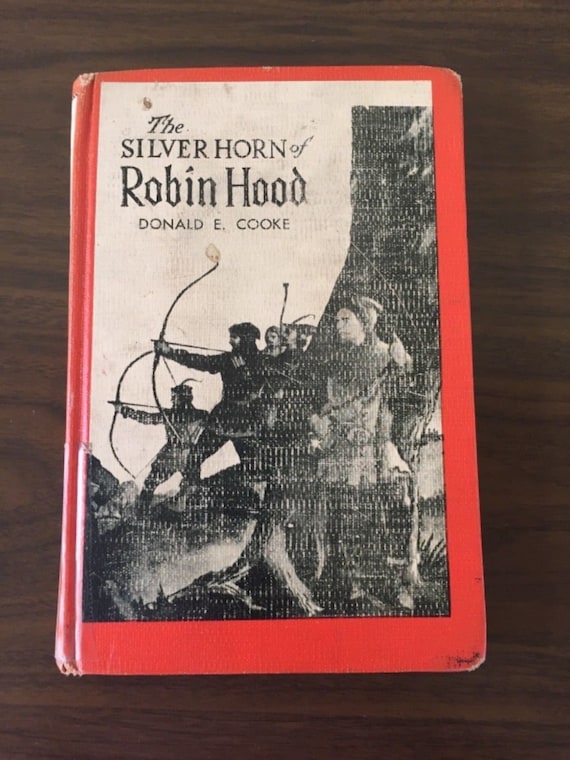 The
SILVER HORN of
Robin Hood
DONALD E. COOKE